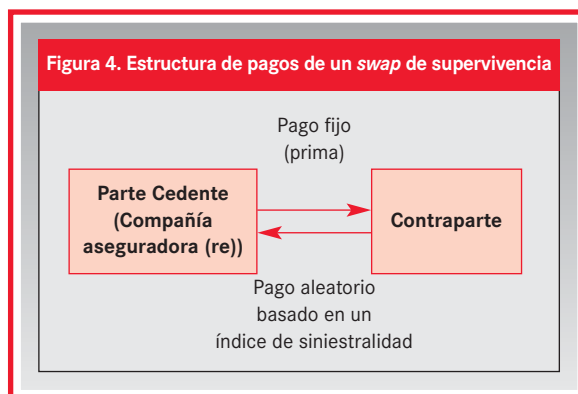 Figura 4. Estructura de pagos de un swap de supervivencia
Pago fijo
(prima)
Parte Cedente
(Compañía
aseguradora (re))
Contraparte
Pago aleatorio
basado en un
índice de siniestralidad